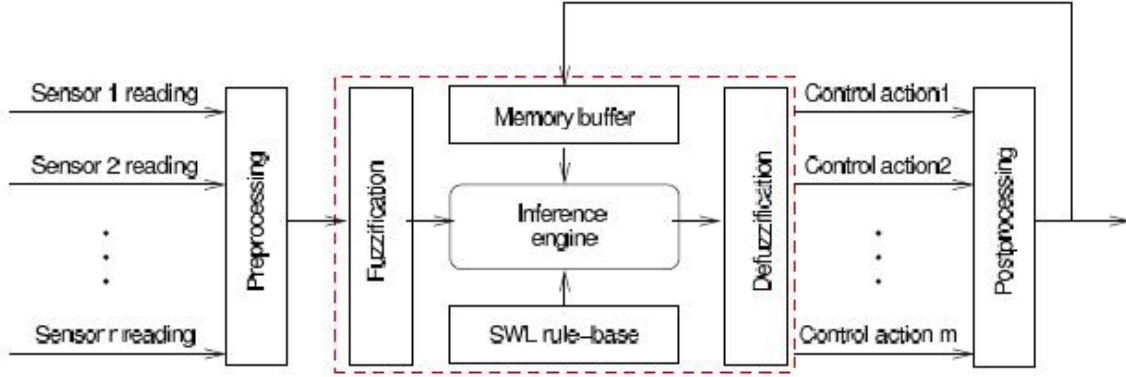 Sensor 1 reading
Sensor 2 reading
Sensor r reading
Preprocessing
Fuzzification
Memory buffer
Inference
engine
SWL rule-base
Defuzzification
Control action1
Control action2
Control action m
Postprocessing